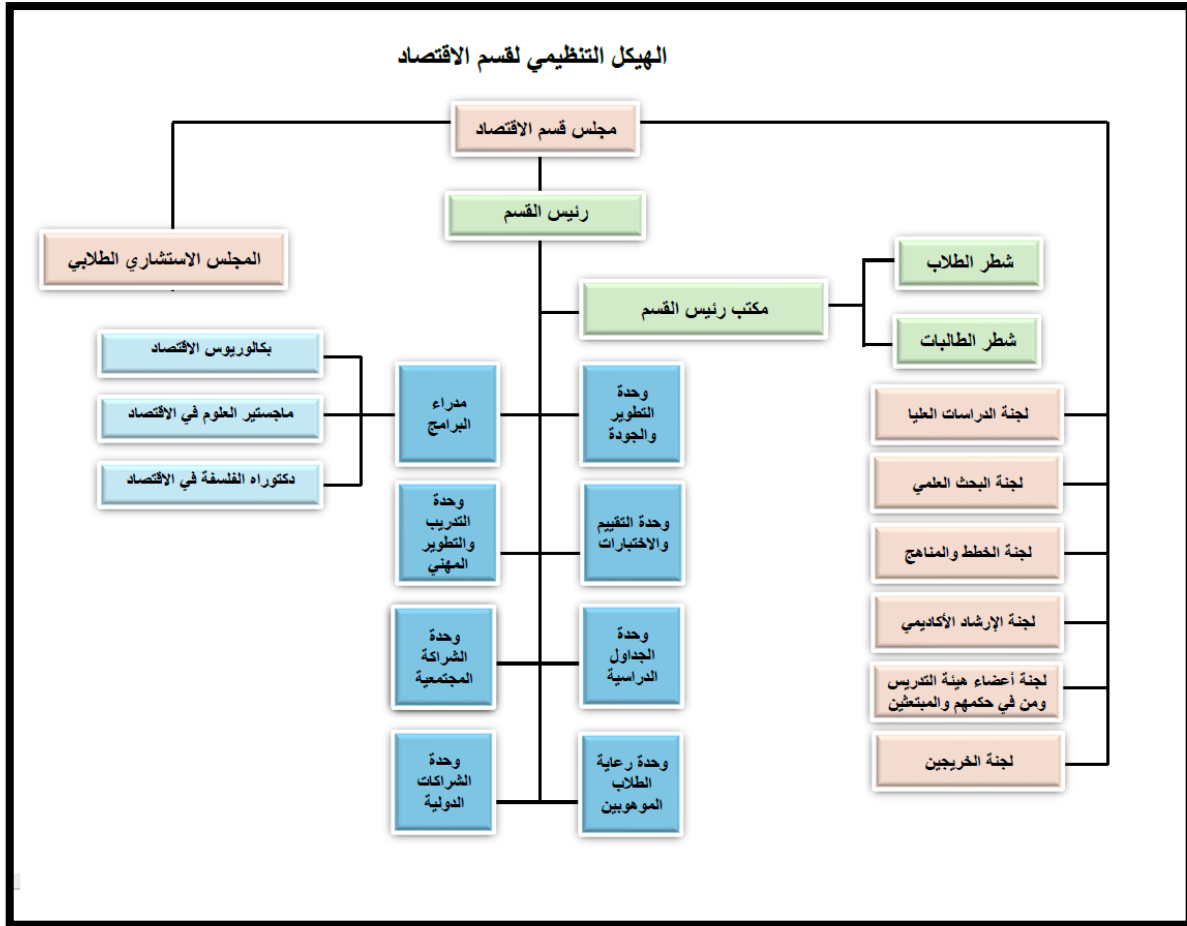 الهيكل التنظيمي لقسم الاقتصاد
مجلس قسم الاقتصاد
رئيس القسم
المجلس الاستشاري الطلابي
شطر الطلاب
مكتب رئيس القسم
شطر الطالبات
بكالوريوس الاقتصاد
ماجستير العلوم في الاقتصاد
دكتوراه الفلسفة في الاقتصاد
مدراء
البرامج
وحدة
التطوير
والجودة
وحدة
التدريب
والتطوير
المهني
وحدة التقييم
والاختبارات
وحدة
الشراكة
المجتمعية
وحدة
الجداول
الدراسية
وحدة
الشراكات
الدولية
وحدة رعاية
الطلاب
الموهوبين
لجنة الدراسات العليا
لجنة البحث العلمي
لجنة الخطط والمناهج
لجنة الإرشاد الأكاديمي
لجنة أعضاء هيئة التدريس
ومن في حكمهم والمبتعثين
لجنة الخريجين